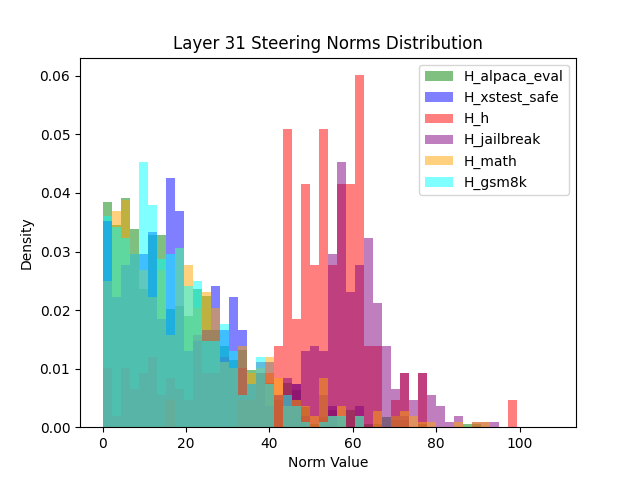 Layer 31 Steering Norms Distribution
0.06
0.05
0.04
0.03
0.02
0.01
0.00
Density
H_alpaca_eval
H_xstest_safe
H_h
H_jailbreak
H_math
H_gsm8k
0 20 40 60 80 100
Norm Value